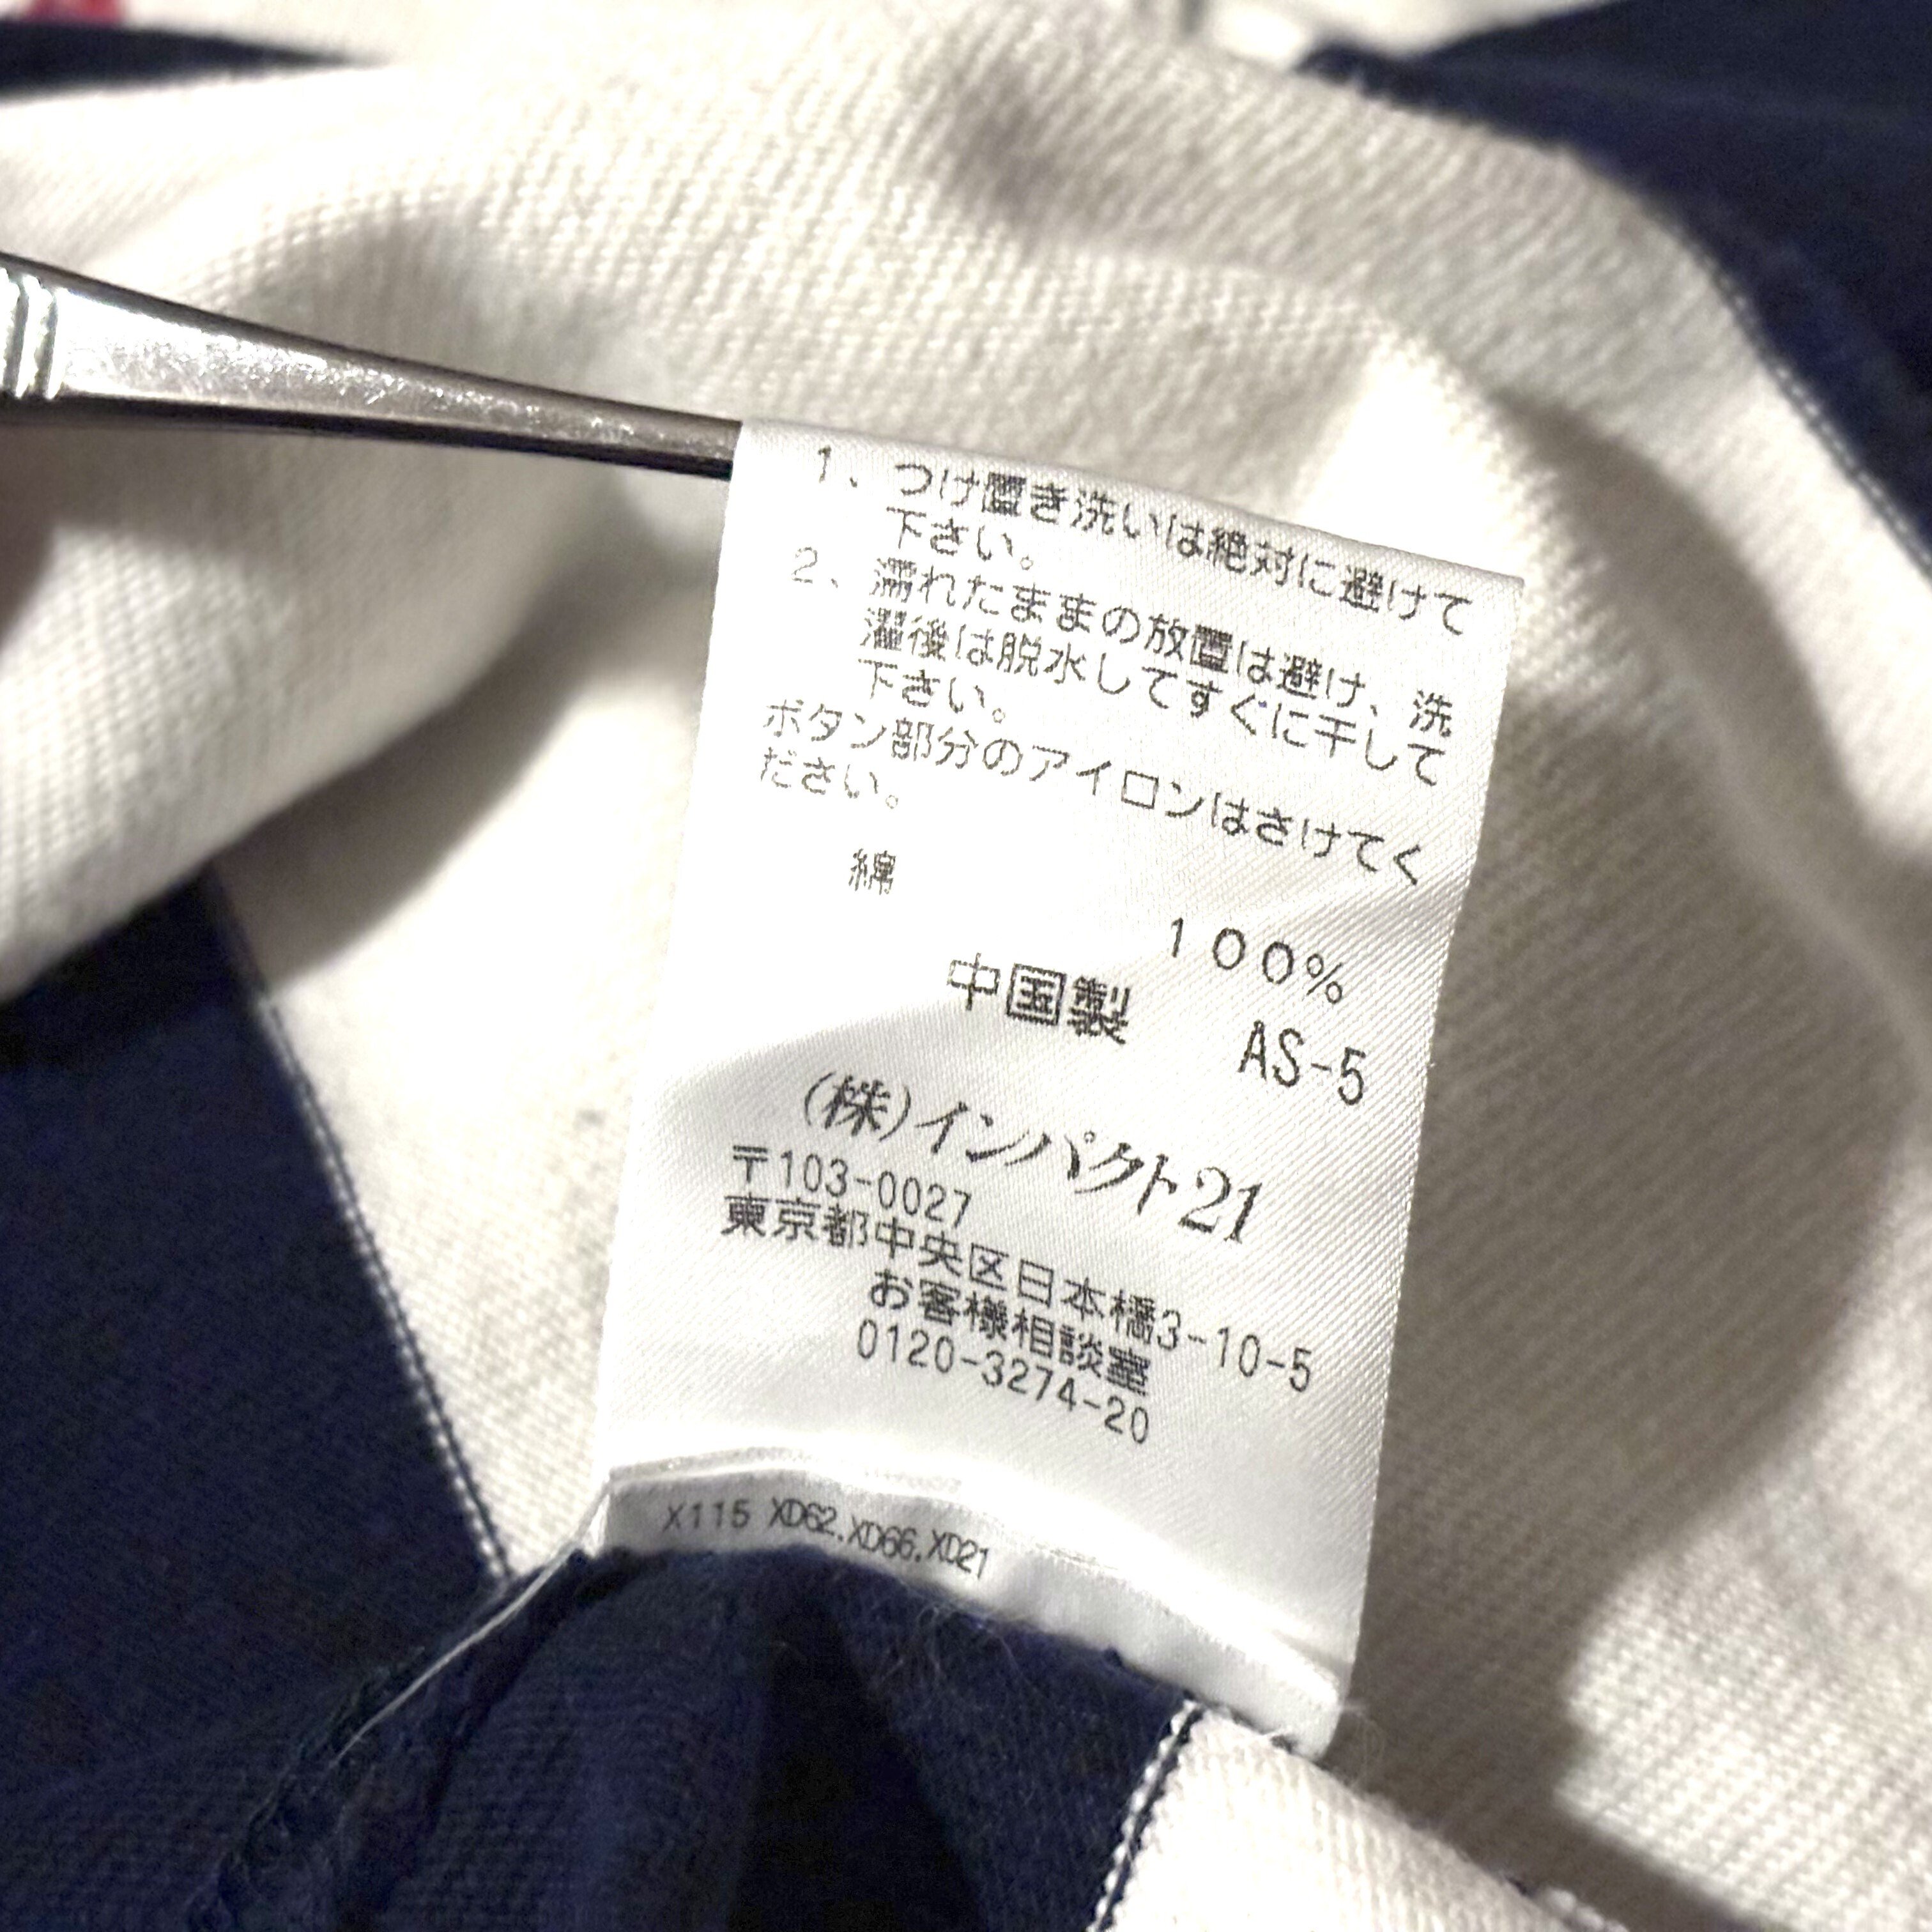 1、つけ置き洗いは絶対に避けて
下さい。
2、濡れたままの放置は避け、洗
濯後は脱水してすぐに干して
下さい。
ボタン部分のアイロンはさけてく
ださい。
綿
100%
中国製 AS-5
(株)インパクト21
〒103-0027
東京都中央区日本橋3-10-5
お客様相談室
0120-3274-20
X115 XD62.XD66.XD21